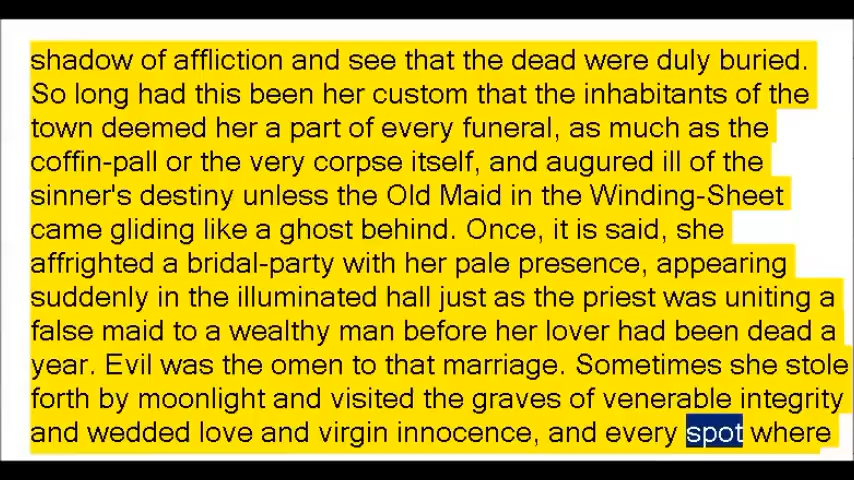 shadow of affliction and see that the dead were duly buried.
So long had this been her custom that the inhabitants of the
town deemed her a part of every funeral, as much as the
coffin-pall or the very corpse itself, and augured ill of the
sinner's destiny unless the Old Maid in the Winding-Sheet
came gliding like a ghost behind. Once, it is said, she
affrighted a bridal-party with her pale presence, appearing
suddenly in the illuminated hall just as the priest was uniting a
false maid to a wealthy man before her lover had been dead a
year. Evil was the omen to that marriage. Sometimes she stole
forth by moonlight and visited the graves of venerable integrity
and wedded love and virgin innocence, and every spot where